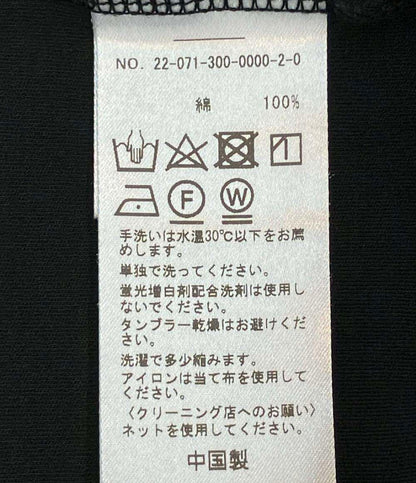 NO. 22-071-300-0000-2-0
綿 100%
F W
手洗いは水温30℃以下をお薦
めします。
単独で洗ってください。
蛍光増白剤配合洗剤は使用し
ないでください。
タンブラー乾燥はお避けくだ
さい。
洗濯で多少縮みます。
アイロンは当て布を使用して
ください。
〈クリーニング店へのお願い〉
ネットを使用してください。
中国製